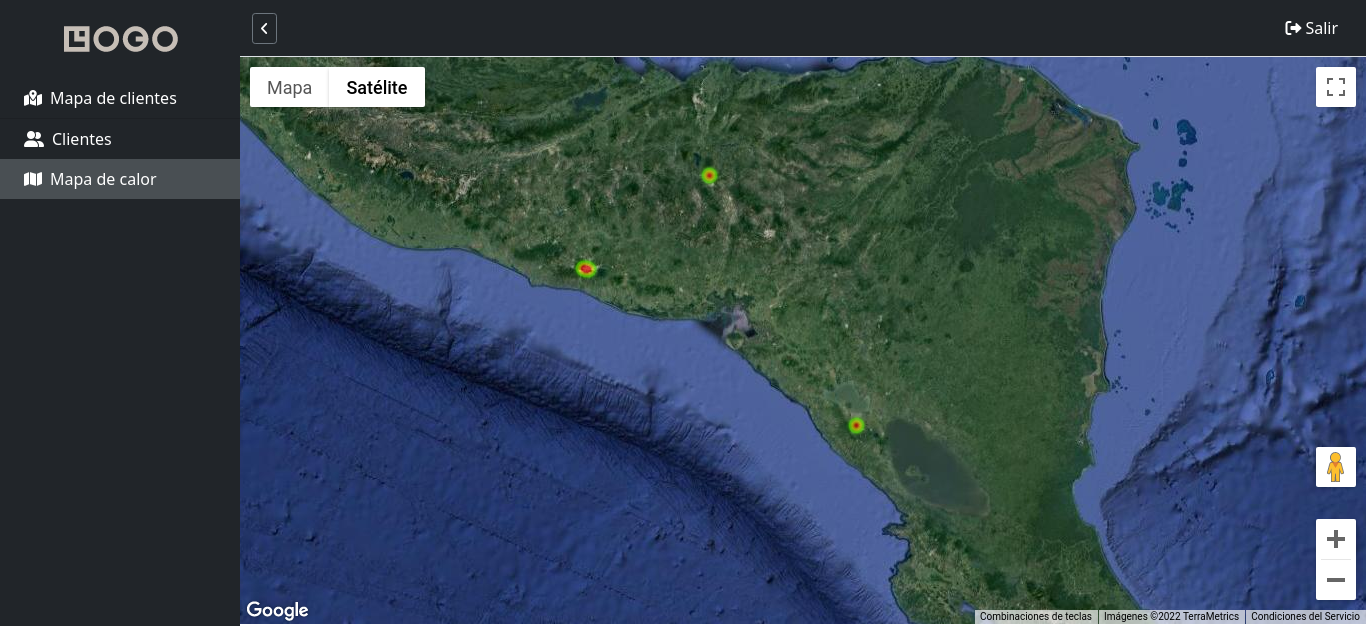 LOGO
Salir
Mapa de clientes
Clientes
Mapa de calor
Mapa
Satélite
Google
Combinaciones de teclas
Imágenes ©2022 TerraMetrics
Condiciones del Servicio